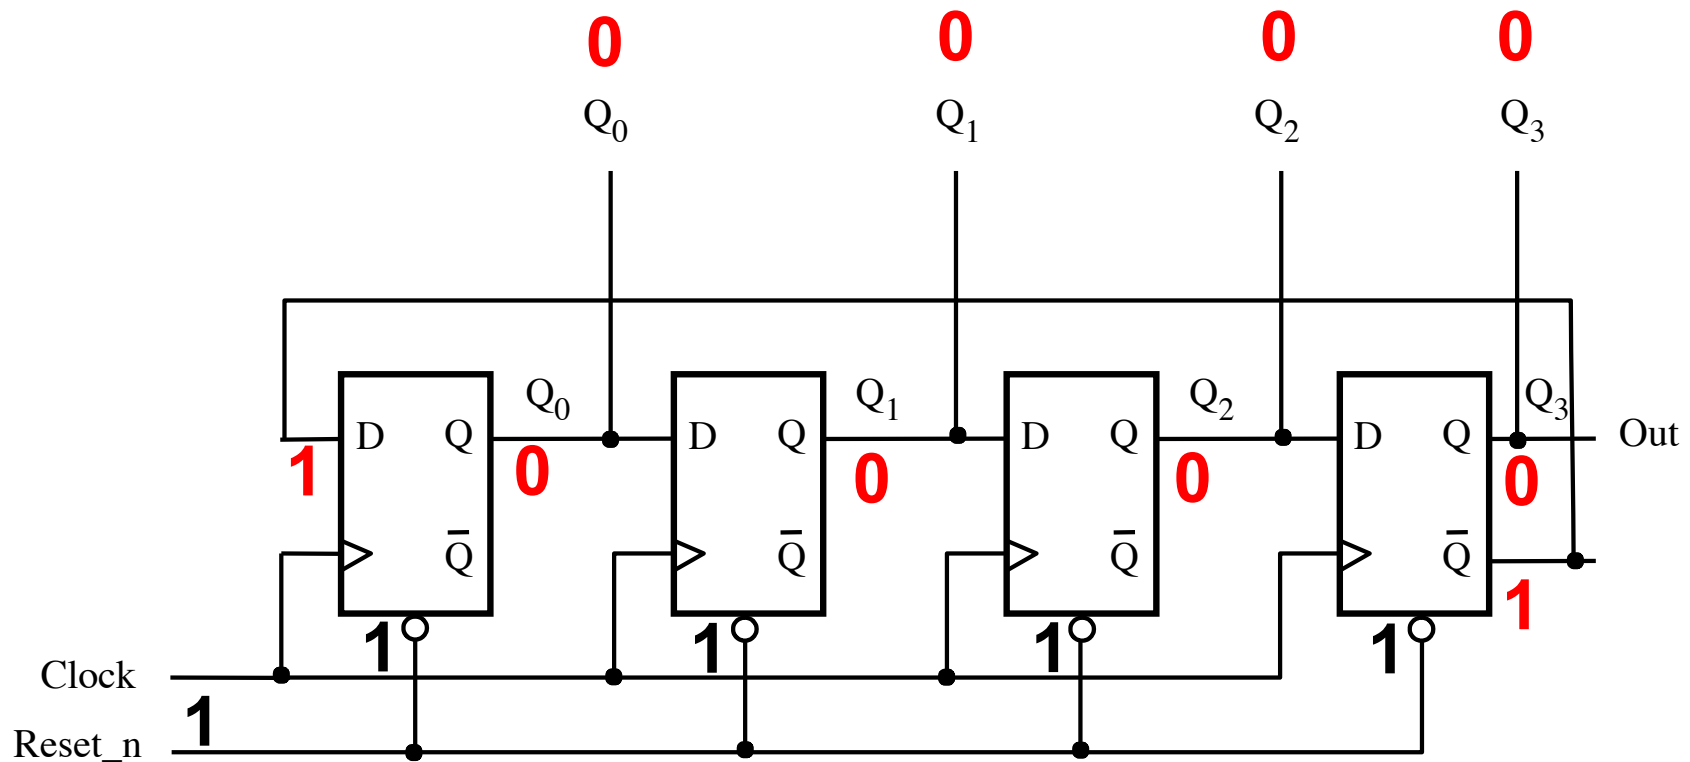 0 0 0 0
Q0 Q1 Q2 Q3
Q0 Q1 Q2 Q3
D Q D Q D Q D Q Out
1 0 0 0 0
Q̅ Q̅ Q̅ Q̅
1
1 1 1 1
Clock
1
Reset_n